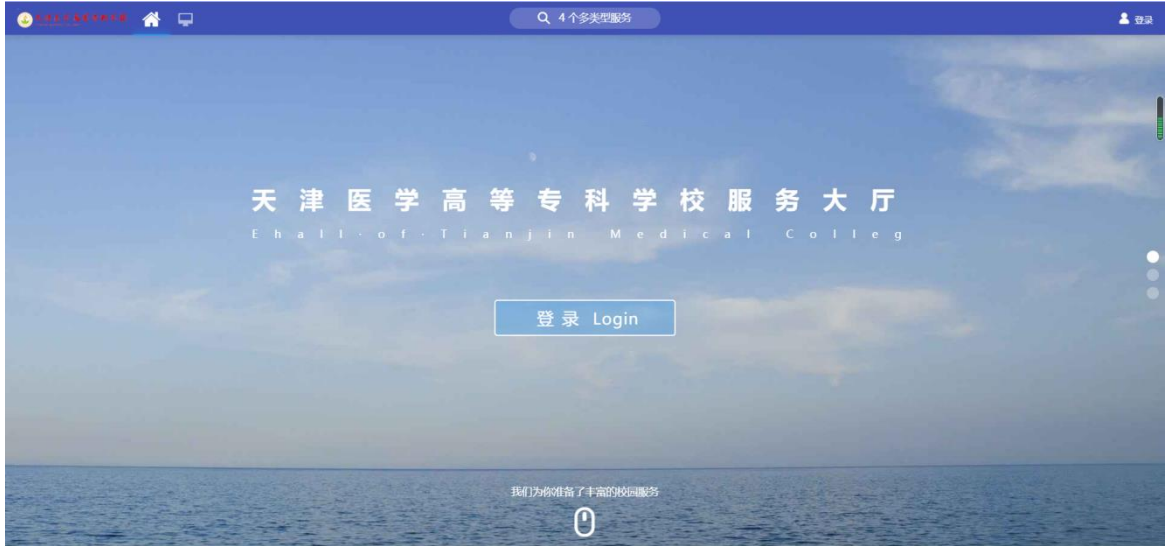 4个多类型服务
登录
天津医学高等专科学校服务大厅
Ehall·of·Tianjin Medical Colleg
登录 Login
我们为你准备了丰富的校园服务